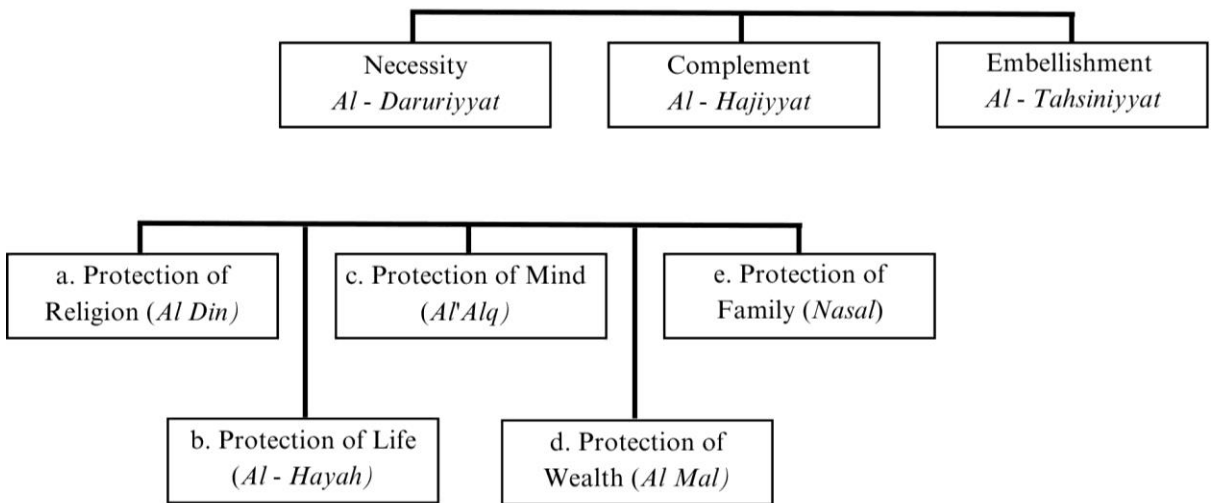 Necessity
Al - Daruriyyat
Complement
Al - Hajiyyat
Embellishment
Al - Tahsiniyyat
a. Protection of
Religion (Al Din)
c. Protection of Mind
(Al'Alq)
e. Protection of
Family (Nasal)
b. Protection of Life
(Al - Hayah)
d. Protection of
Wealth (Al Mal)